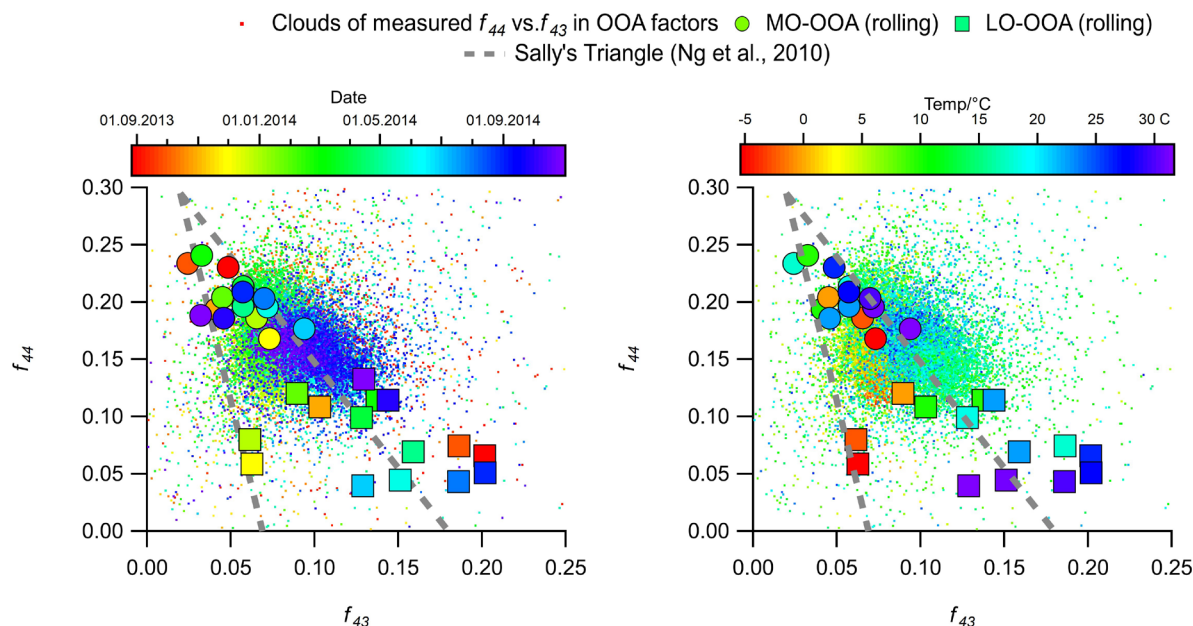 Clouds of measured f44 vs.f43 in OOA factors MO-OOA (rolling) LO-OOA (rolling)
Sally's Triangle (Ng et al., 2010)
Date
01.09.2013 01.01.2014 01.05.2014 01.09.2014
0.30
0.25
0.20
0.15
0.10
0.05
0.00
f44
0.00 0.05 0.10 0.15 0.20 0.25
f43
Temp/°C
-5 0 5 10 15 20 25 30 C
0.30
0.25
0.20
0.15
0.10
0.05
0.00
f44
0.00 0.05 0.10 0.15 0.20 0.25
f43